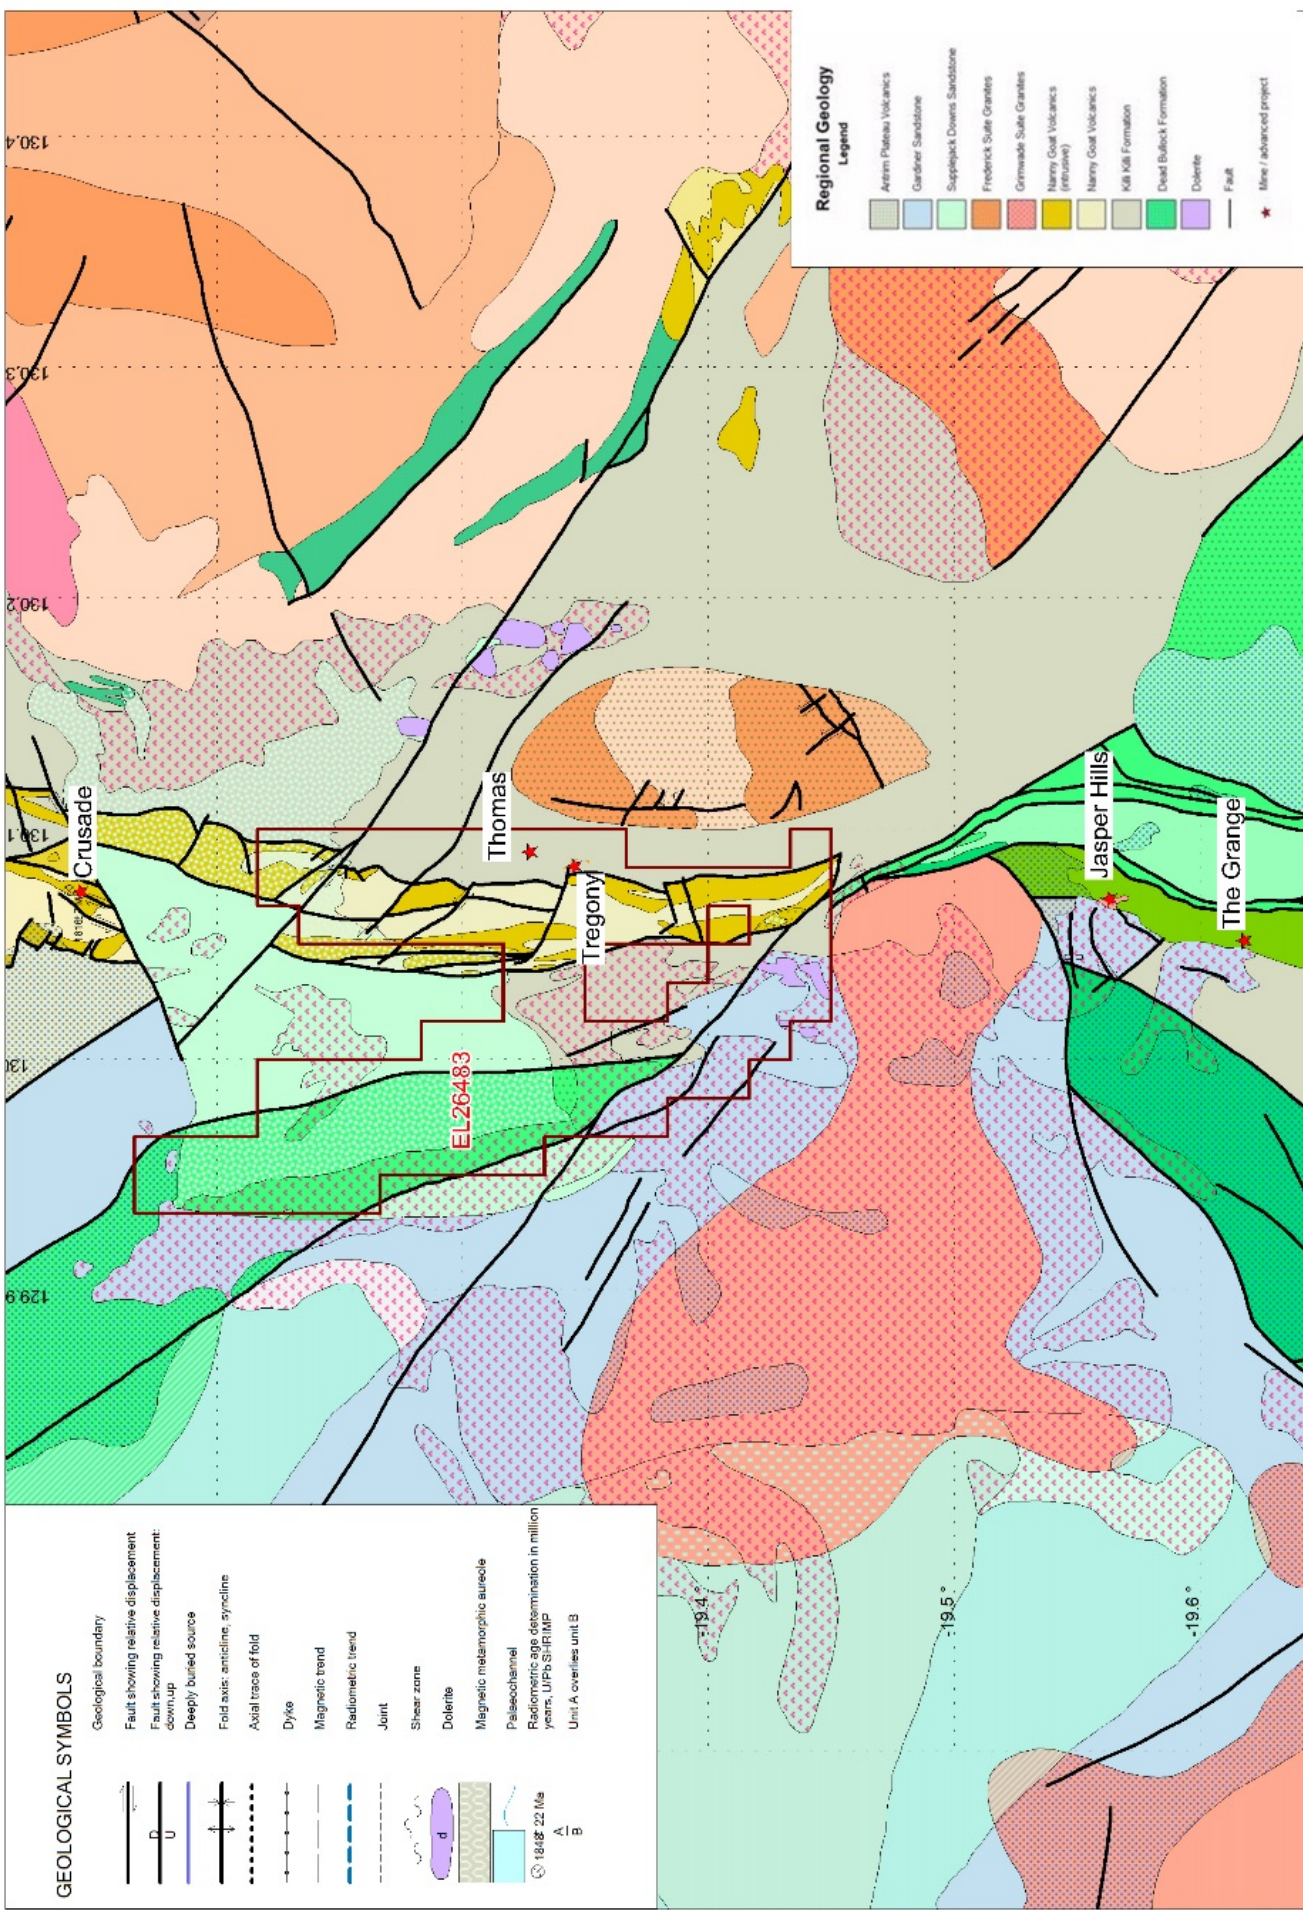 GEOLOGICAL SYMBOLS
Geological boundary
Fault showing relative displacement
Fault showing relative displacement:
down,up
D
U
Deeply buried source
Fold axis: anticline, syncline
Axial trace of fold
Dyke
Magnetic trend
Radiometric trend
Joint
Shear zone
d
Dolerite
Magnetic metamorphic aureole
Palaeochannel
1848± 22 Ma
Radiometric age determination in million
years, U/Pb SHRIMP
A
B
Unit A overlies unit B
129.9
130
130.1
130.2
130.3
130.4
-19.4°
-19.5°
-19.6°
Crusade
Thomas
Tregony
EL26483
Jasper Hills
The Grange
Regional Geology
Legend
Antrim Plateau Volcanics
Gardiner Sandstone
Supplejack Downs Sandstone
Frederick Suite Granites
Grimwade Suite Granites
Nanny Goat Volcanics
(intrusive)
Nanny Goat Volcanics
Killi Killi Formation
Dead Bullock Formation
Dolerite
Fault
Mine / advanced project